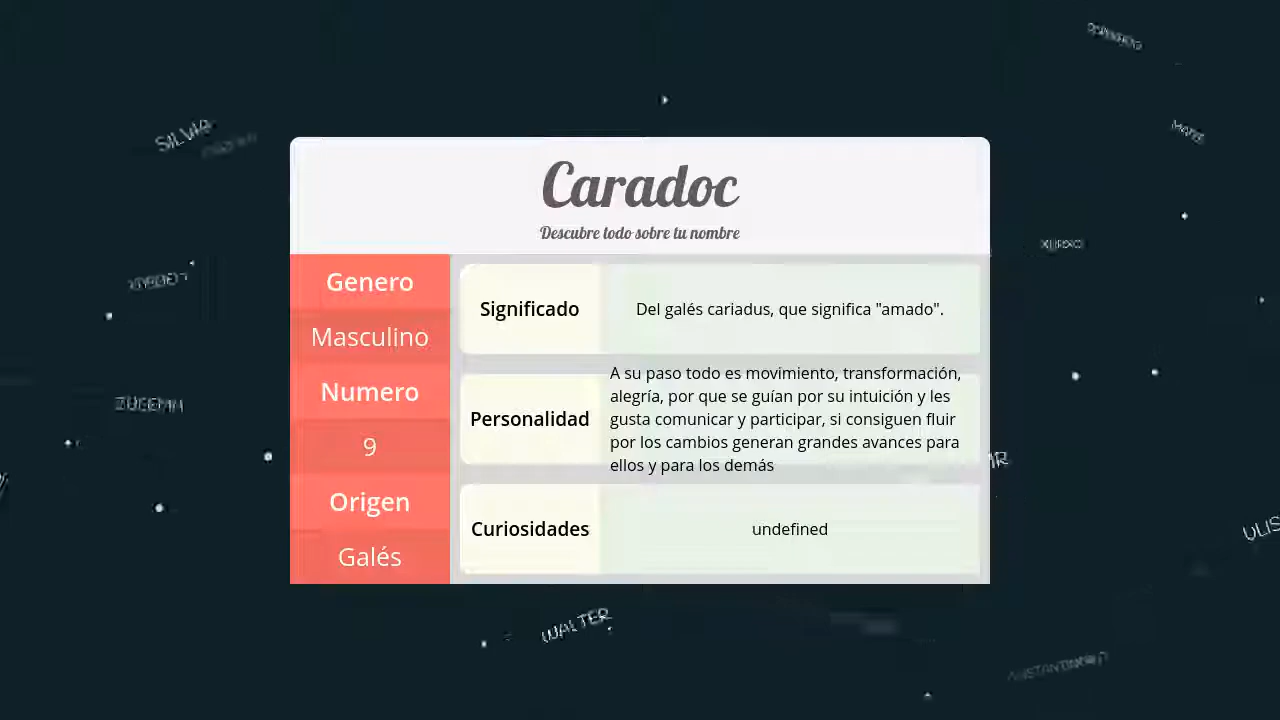 SILVIA
Caradoc
Descubre todo sobre tu nombre
Genero
Masculino
Numero
9
Origen
Galés
Significado
Del galés cariadus, que significa "amado".
Personalidad
A su paso todo es movimiento, transformación,
alegría, por que se guían por su intuición y les
gusta comunicar y participar, si consiguen fluir
por los cambios generan grandes avances para
ellos y para los demás
Curiosidades
undefined
ULIS
WALTER